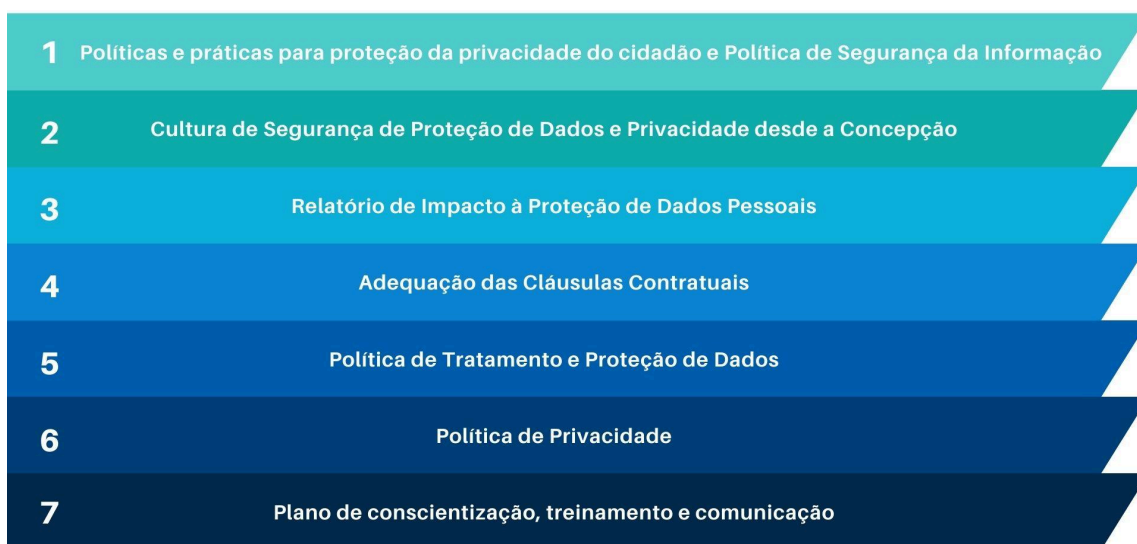 1 Políticas e práticas para proteção da privacidade do cidadão e Política de Segurança da Informação
2 Cultura de Segurança de Proteção de Dados e Privacidade desde a Concepção
3 Relatório de Impacto à Proteção de Dados Pessoais
4 Adequação das Cláusulas Contratuais
5 Política de Tratamento e Proteção de Dados
6 Política de Privacidade
7 Plano de conscientização, treinamento e comunicação